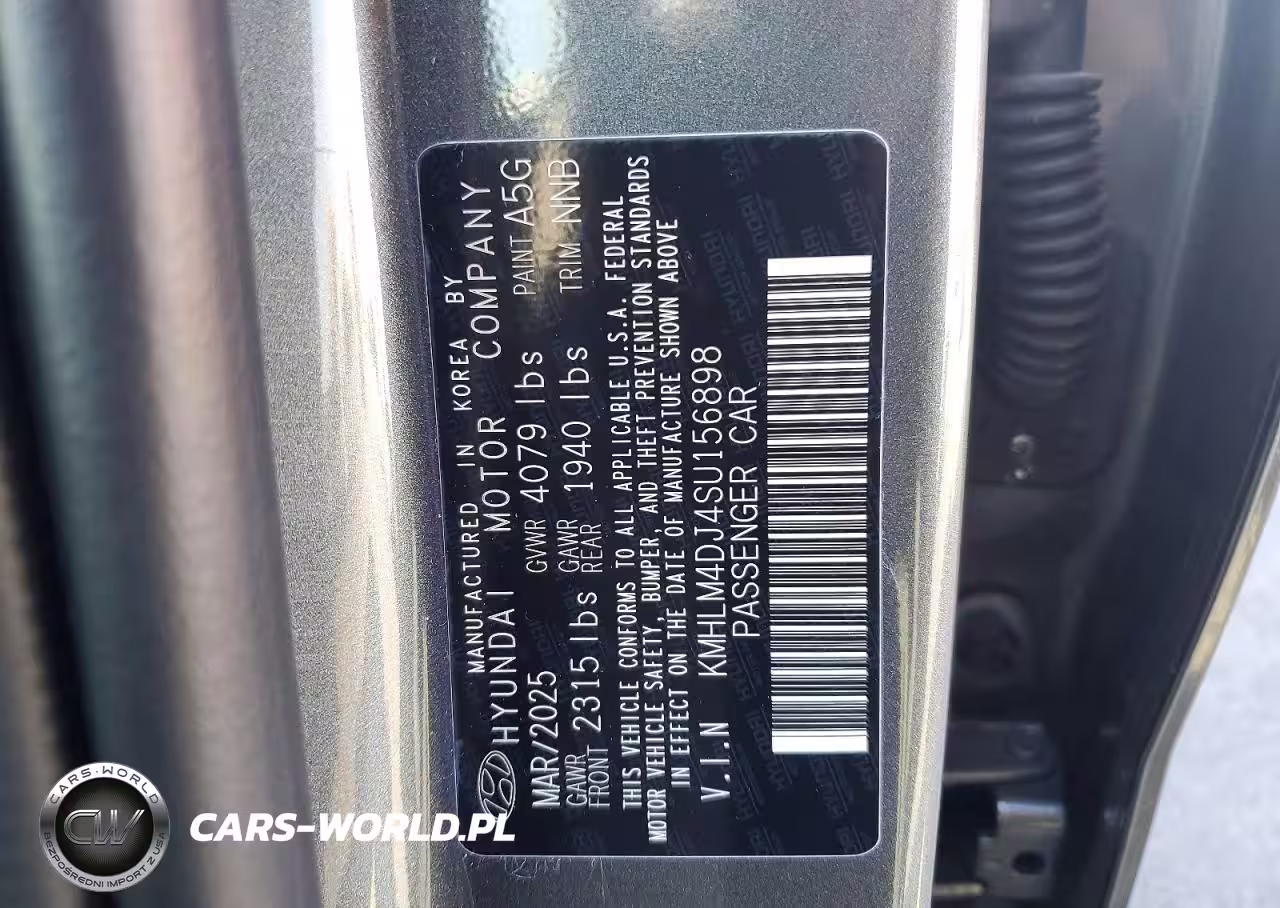 MANUFACTURED IN KOREA BY
HYUNDAI MOTOR COMPANY
MAR/2025 GVWR 4079 lbs PAINT A5G
GAWR FRONT 2315 lbs GAWR REAR 1940 lbs TRIM NNB
THIS VEHICLE CONFORMS TO ALL APPLICABLE U.S.A. FEDERAL
MOTOR VEHICLE SAFETY, BUMPER, AND THEFT PREVENTION STANDARDS
IN EFFECT ON THE DATE OF MANUFACTURE SHOWN ABOVE
V.I.N KMHLM4DJ4SU156898
PASSENGER CAR
CARS-WORLD
CW
BEZPOŚREDNI IMPORT Z USA
CARS-WORLD.PL